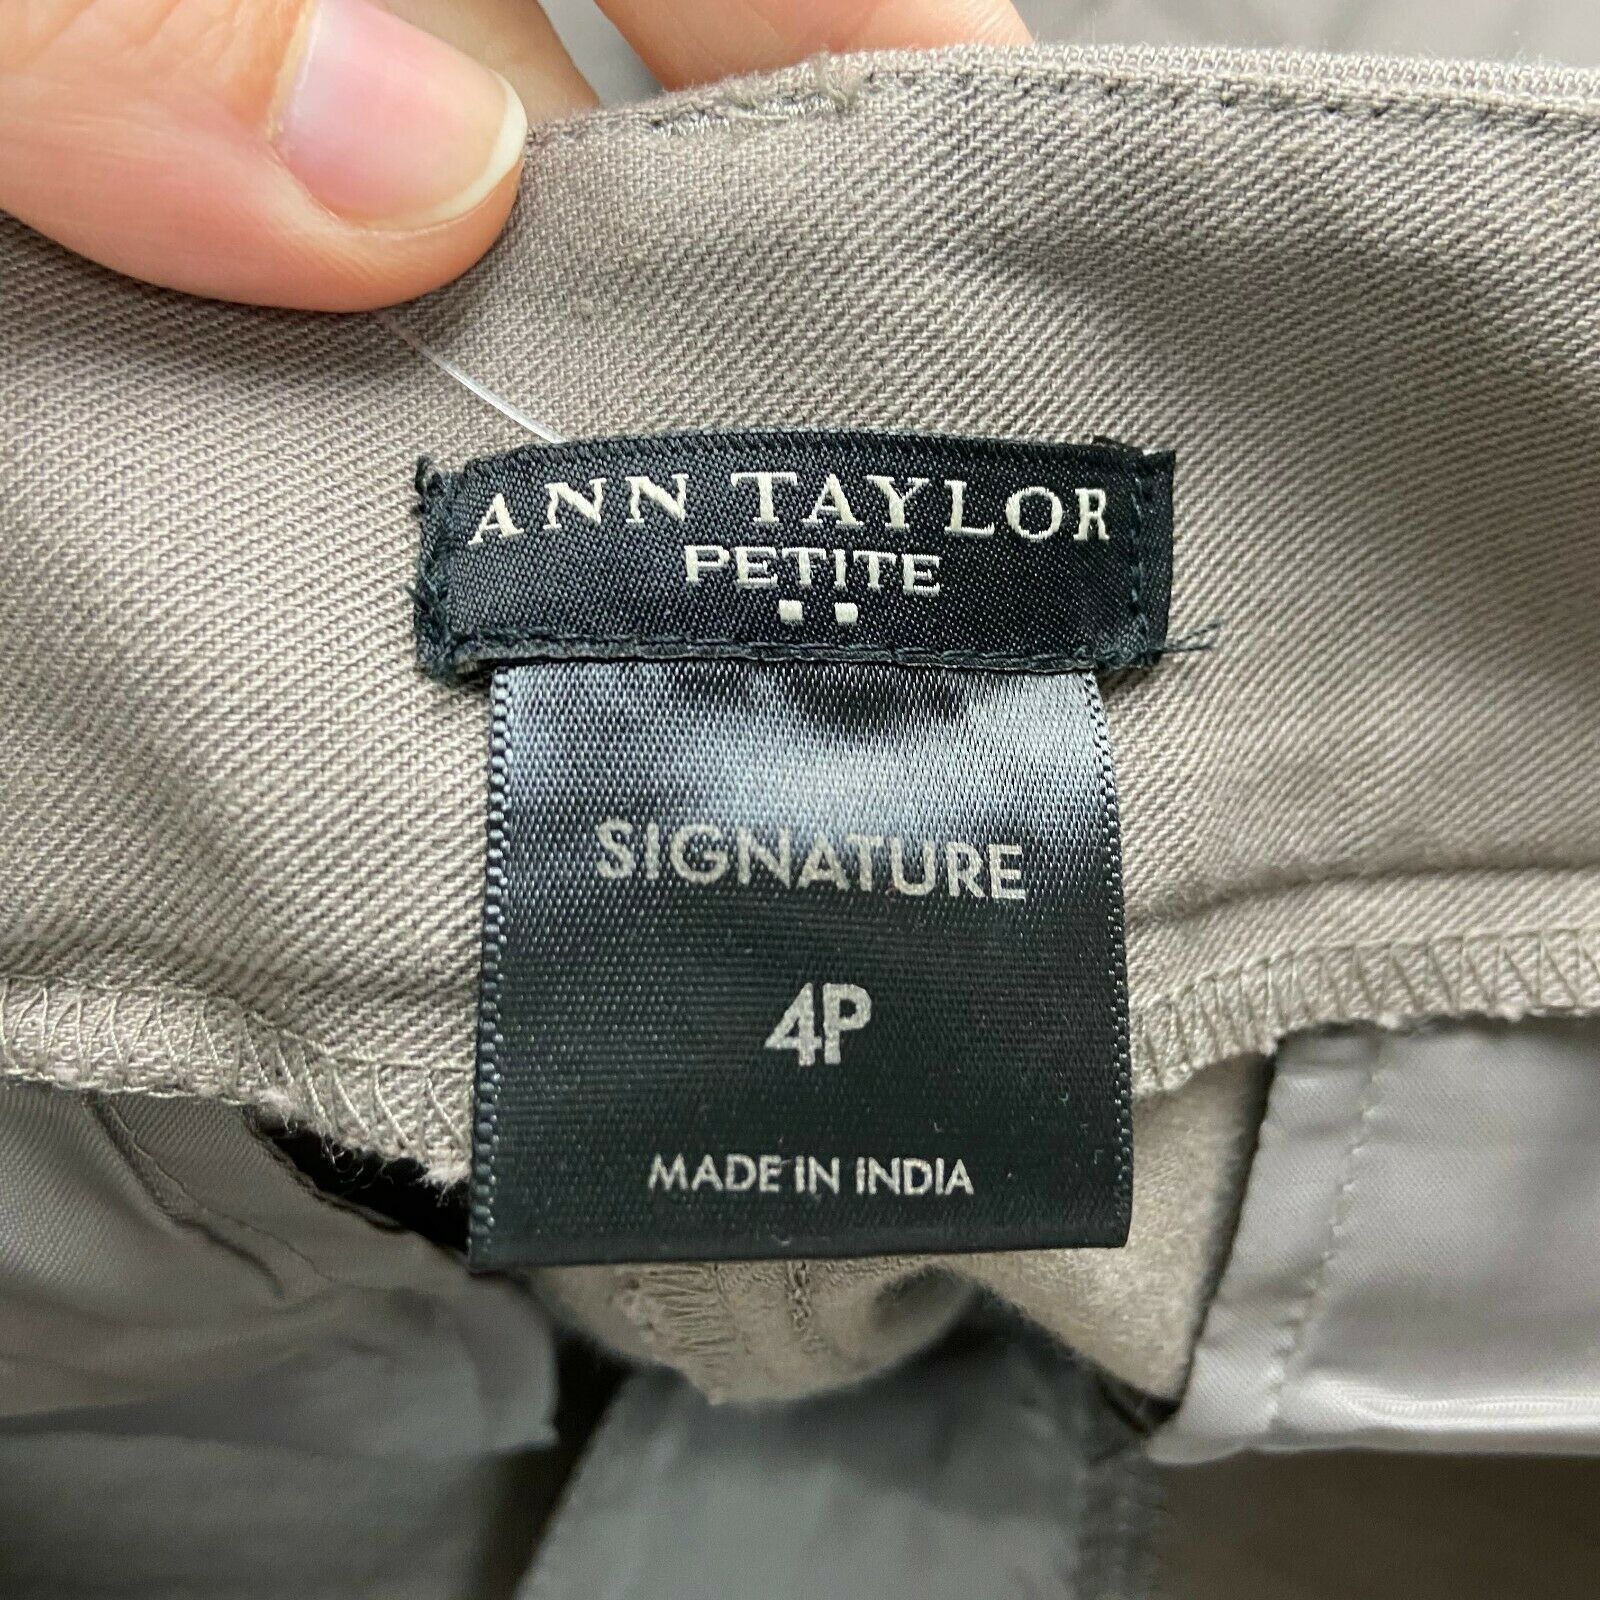 ANN TAYLOR
PETITE
SIGNATURE
4P
MADE IN INDIA